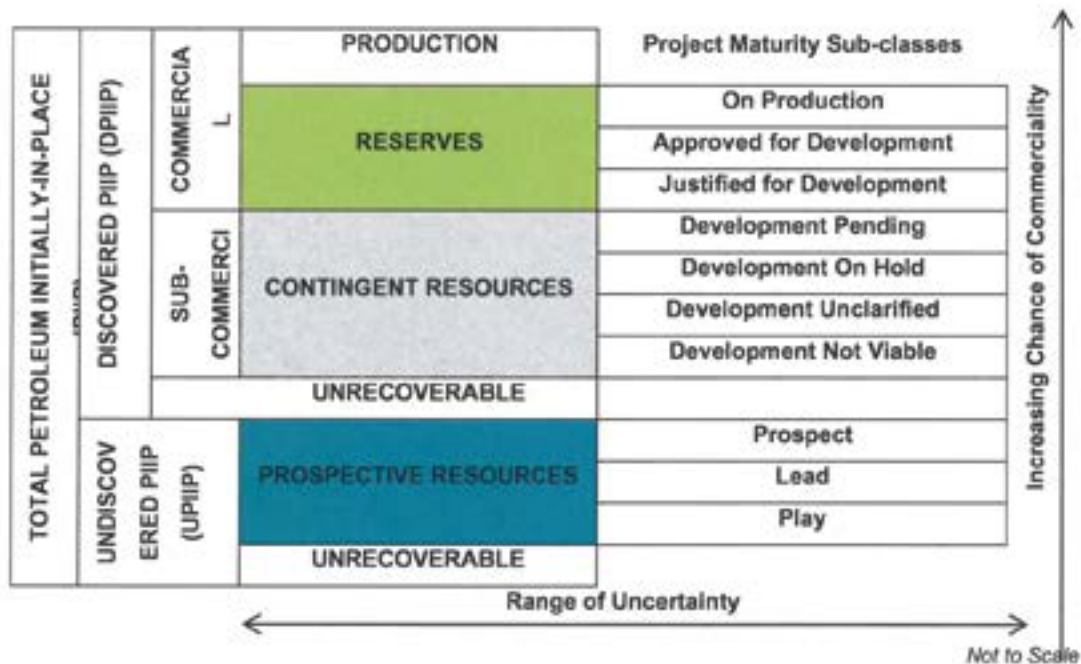 PRODUCTION
Project Maturity Sub-classes
TOTAL PETROLEUM INITIALLY-IN-PLACE
DISCOVERED PIIP (DPIIP)
COMMERCIA
L
RESERVES
On Production
Approved for Development
Justified for Development
SUB-
COMMERCI
CONTINGENT RESOURCES
Development Pending
Development On Hold
Development Unclarified
Development Not Viable
UNRECOVERABLE
UNDISCOV
ERED PIIP
(UPIIP)
PROSPECTIVE RESOURCES
Prospect
Lead
Play
UNRECOVERABLE
Increasing Chance of Commerciality
Range of Uncertainty
Not to Scale